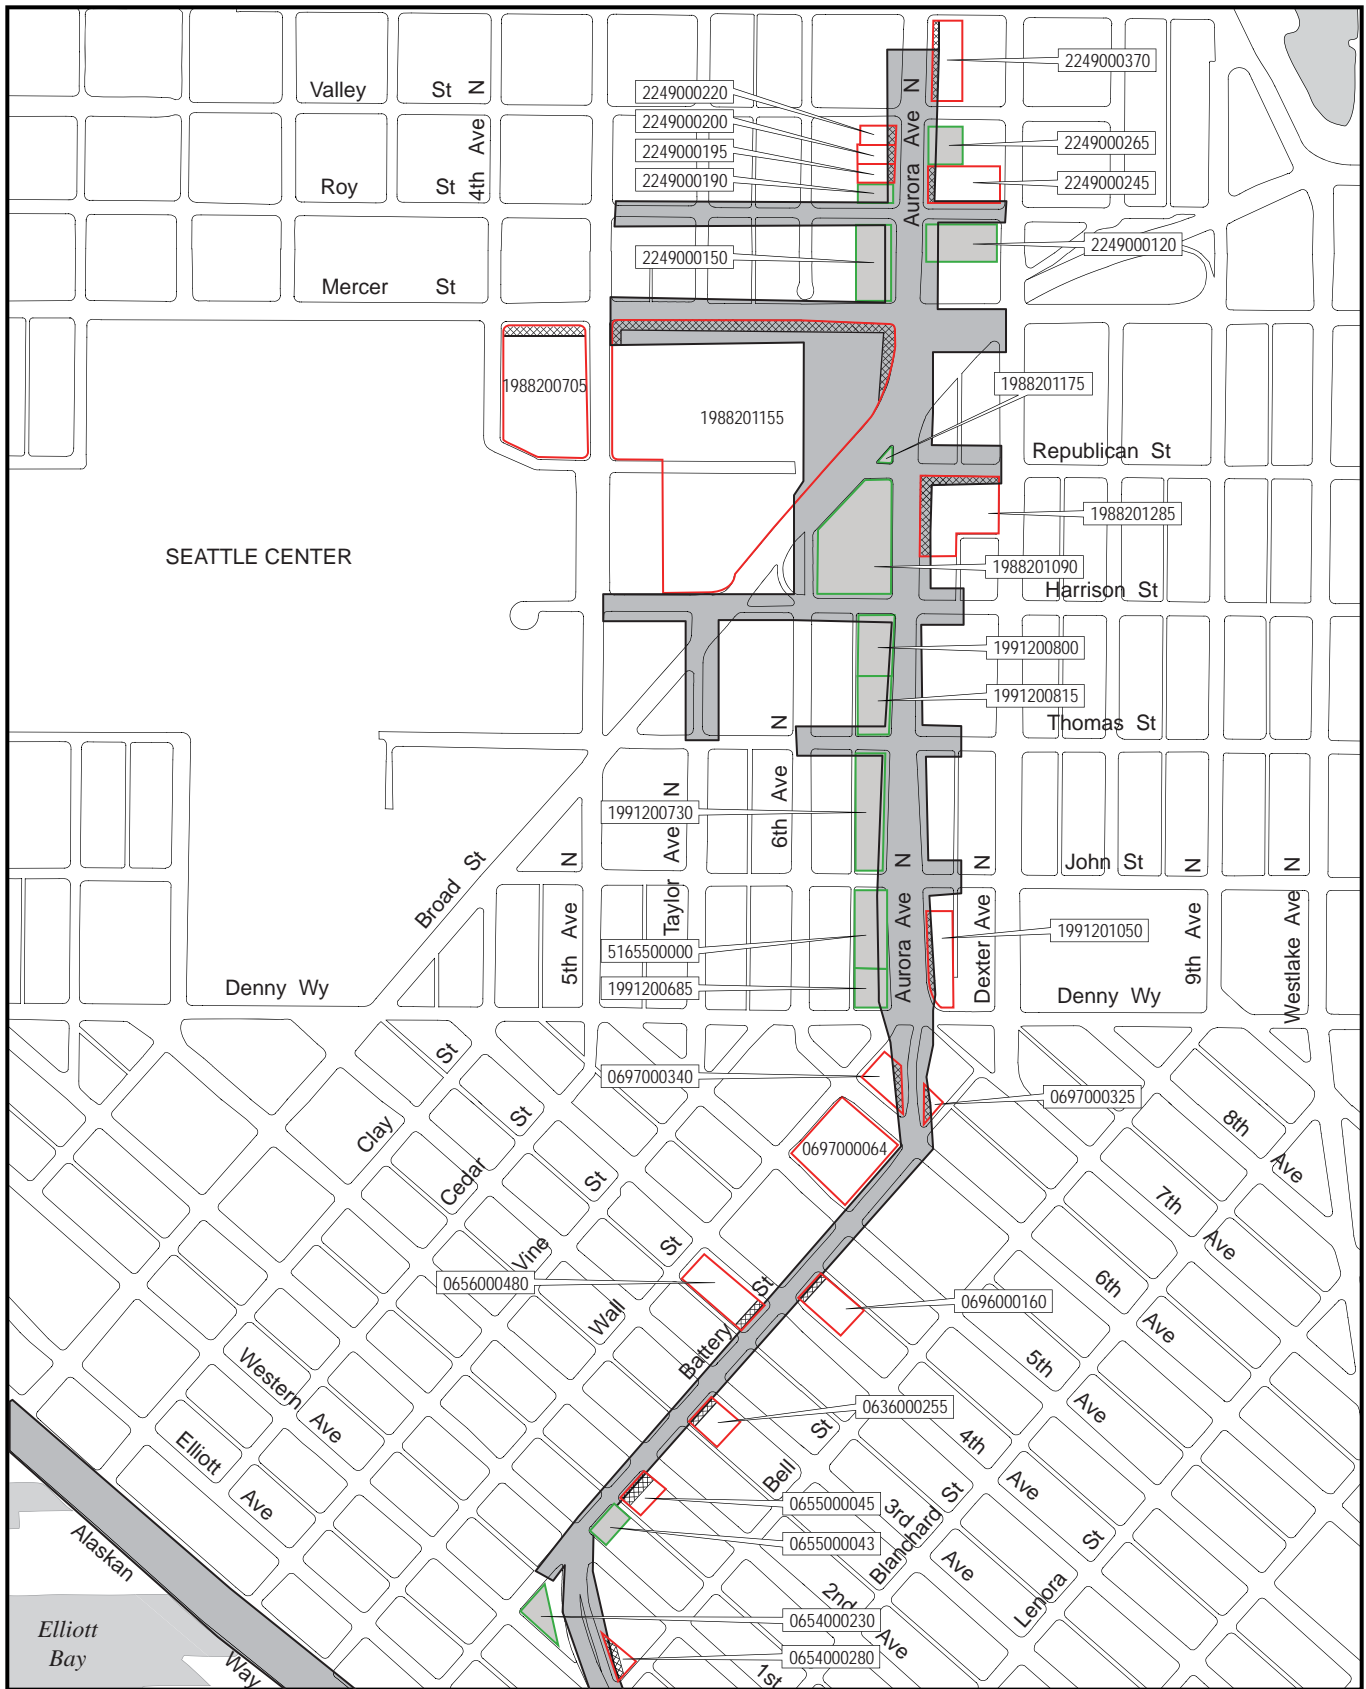 2249000370
Valley St N
2249000220
Aurora Ave N
2249000200
2249000265
2249000195
4th Ave
2249000190
2249000245
Roy St
2249000120
2249000150
Mercer St
1988200705
1988201175
1988201155
Republican St
1988201285
SEATTLE CENTER
1988201090
Harrison St
1991200800
1991200815
Thomas St
6th Ave N
1991200730
Taylor Ave N
John St
Broad St
5th Ave N
Aurora Ave N
Dexter Ave N
9th Ave N
Westlake Ave N
1991201050
5165500000
1991200685
Denny Wy
Denny Wy
0697000340
0697000325
Clay St
Cedar St
0697000064
8th Ave
7th Ave
Vine St
Wall St
0656000480
Battery St
0696000160
6th Ave
5th Ave
Western Ave
0636000255
Elliott Ave
4th Ave
Bell St
0655000045
3rd Ave
Blanchard St
0655000043
Alaskan Way
Lenora St
2nd Ave
0654000230
Elliott
Bay
0654000280
1st